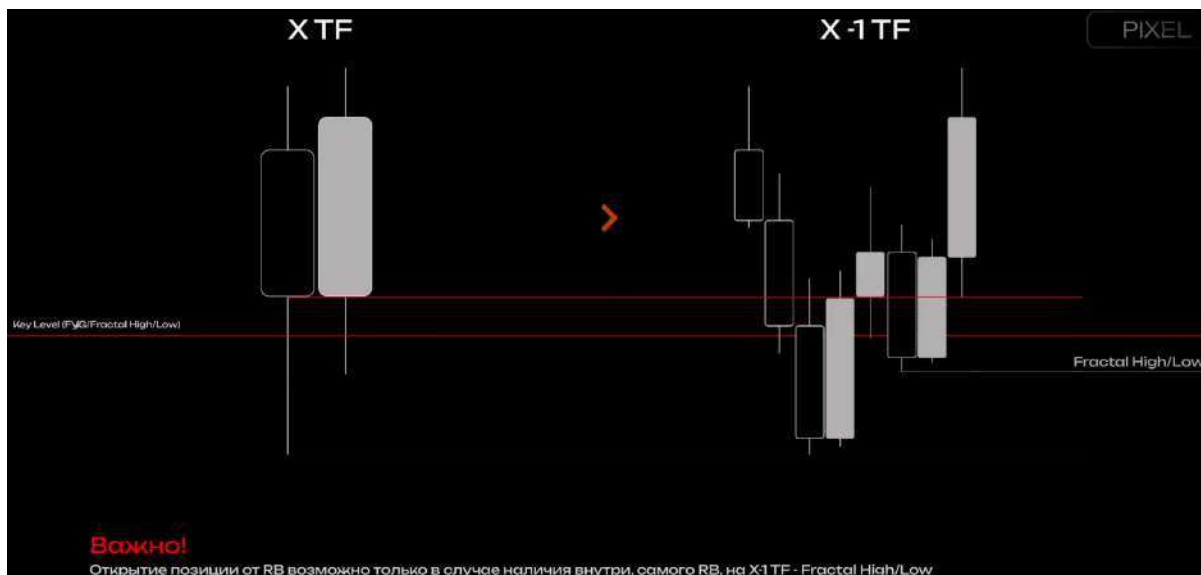 X TF
X -1 TF
PIXEL
Key Level (FVG/Fractal High/Low)
Fractal High/Low
Важно!
Открытие позиции от RB возможно только в случае наличия внутри, самого RB, на X-1 TF - Fractal High/Low